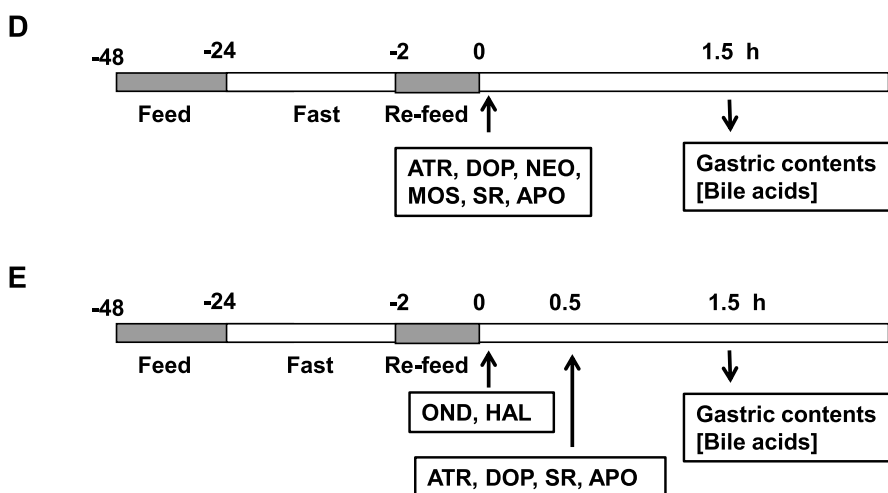 D
-48 -24 -2 0 1.5 h
Feed Fast Re-feed
ATR, DOP, NEO,
MOS, SR, APO
Gastric contents
[Bile acids]
E
-48 -24 -2 0 0.5 1.5 h
Feed Fast Re-feed
OND, HAL
Gastric contents
[Bile acids]
ATR, DOP, SR, APO